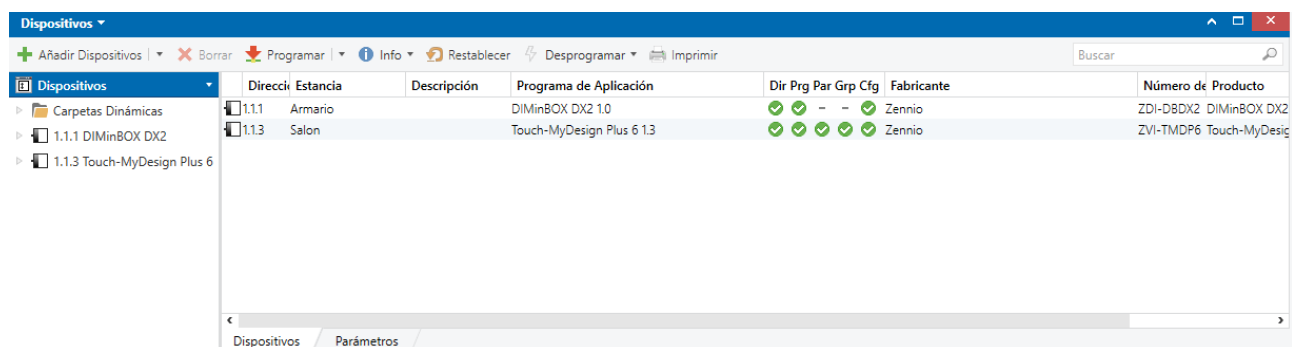 Dispositivos
Añadir Dispositivos Borrar Programar Info Restablecer Desprogramar Imprimir Buscar
Dispositivos Direcció Estancia Descripción Programa de Aplicación Dir Prg Par Grp Cfg Fabricante Número de Producto
Carpetas Dinámicas 1.1.1 Armario DIMinBOX DX2 1.0 - - Zennio ZDI-DBDX2 DIMinBOX DX2
1.1.1 DIMinBOX DX2 1.1.3 Salon Touch-MyDesign Plus 6 1.3 Zennio ZVI-TMDP6 Touch-MyDesig
1.1.3 Touch-MyDesign Plus 6
Dispositivos Parámetros